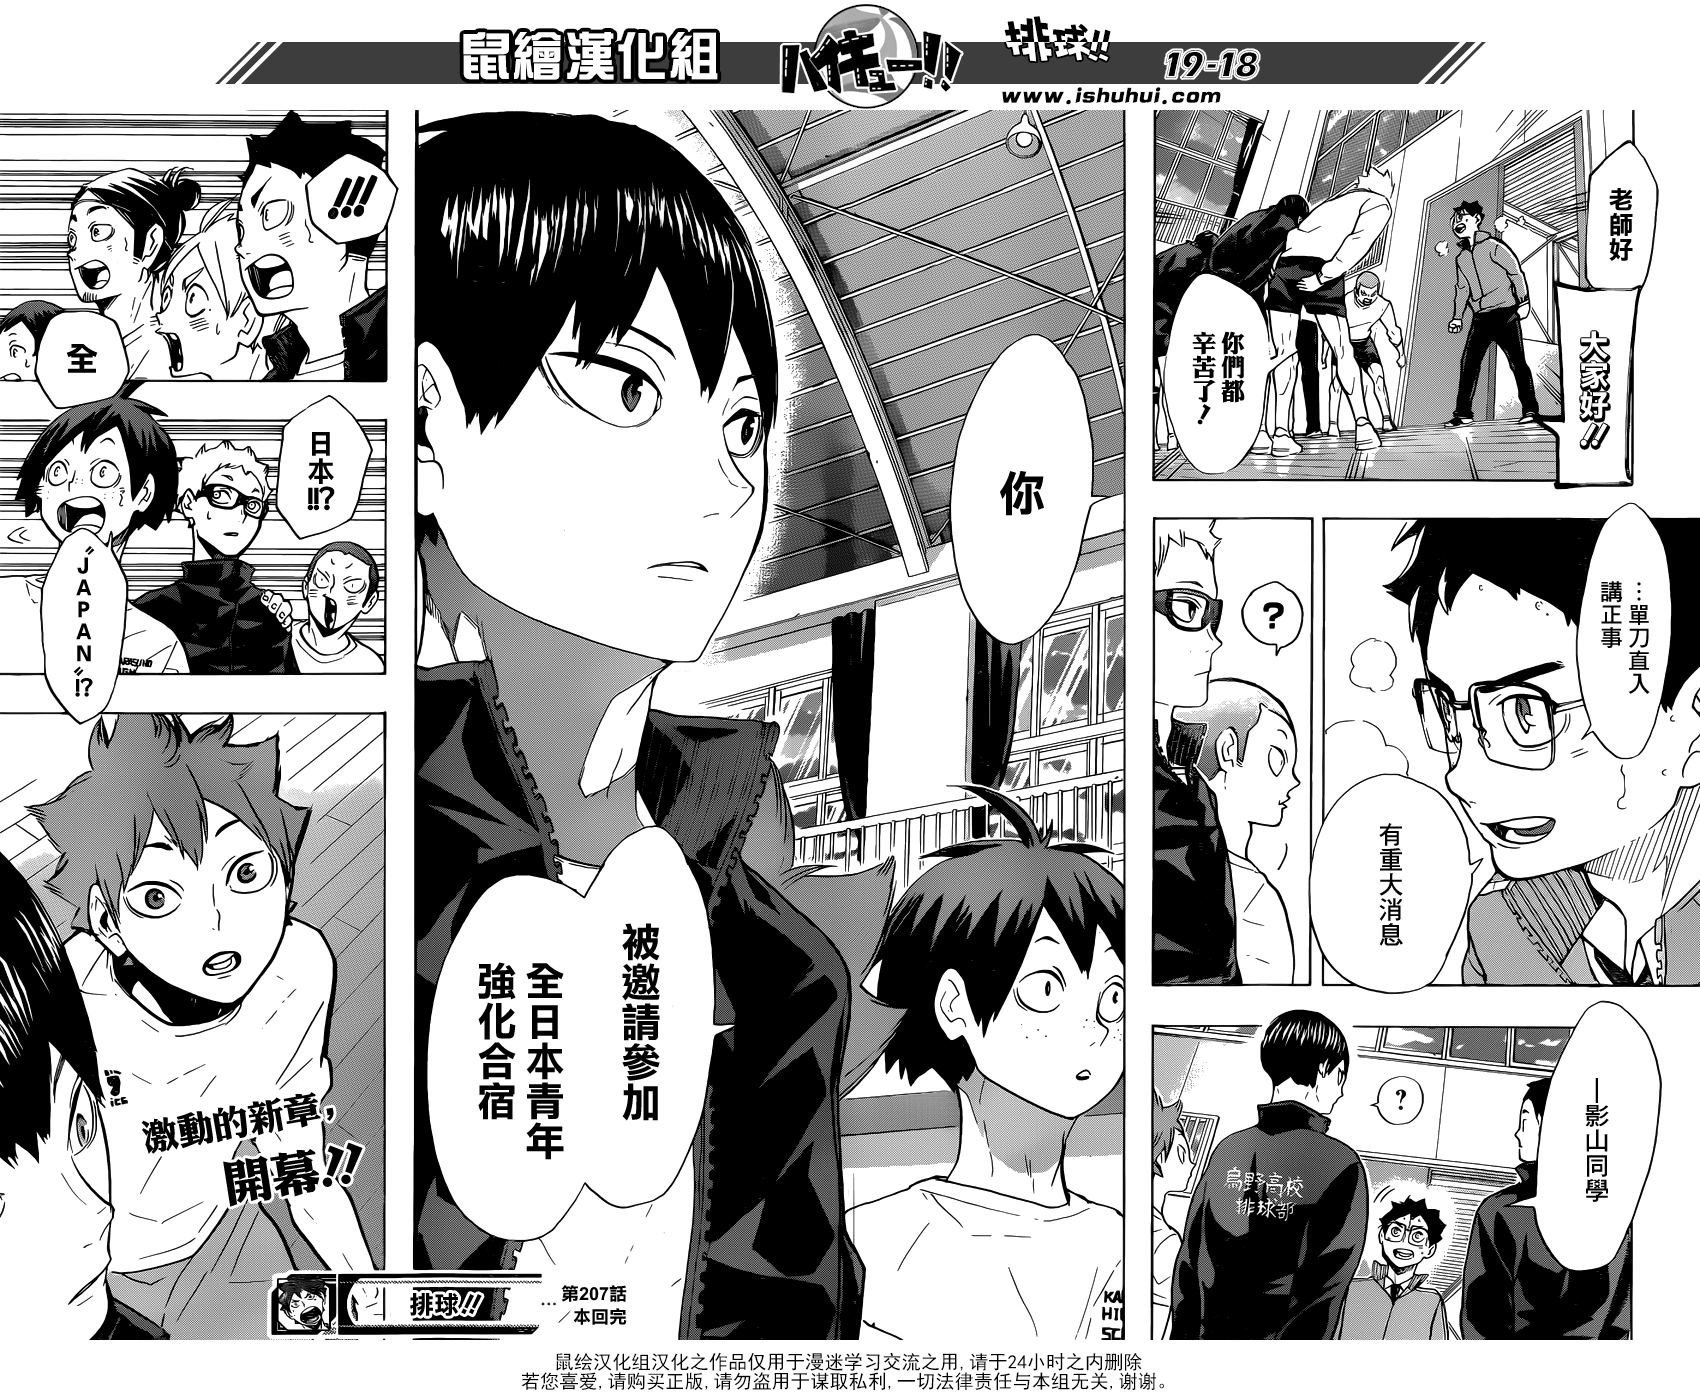 鼠繪漢化組
ハイキュー!!
排球!!
19-18
www.ishuhui.com
老師好
大家好!!
你們都
辛苦了!
…單刀直入
講正事
?
有重大消息
—影山同學
?
烏野高校
排球部
你
被邀請參加
全日本青年
強化合宿
!!!
全
日本!!?
"JAPAN"!?
激動的新章,
開幕!!
排球!!
… 第207話
／本回完
鼠绘汉化组汉化之作品仅用于漫迷学习交流之用, 请于24小时之内删除
若您喜爱, 请购买正版, 请勿盗用于谋取私利, 一切法律责任与本组无关, 谢谢。